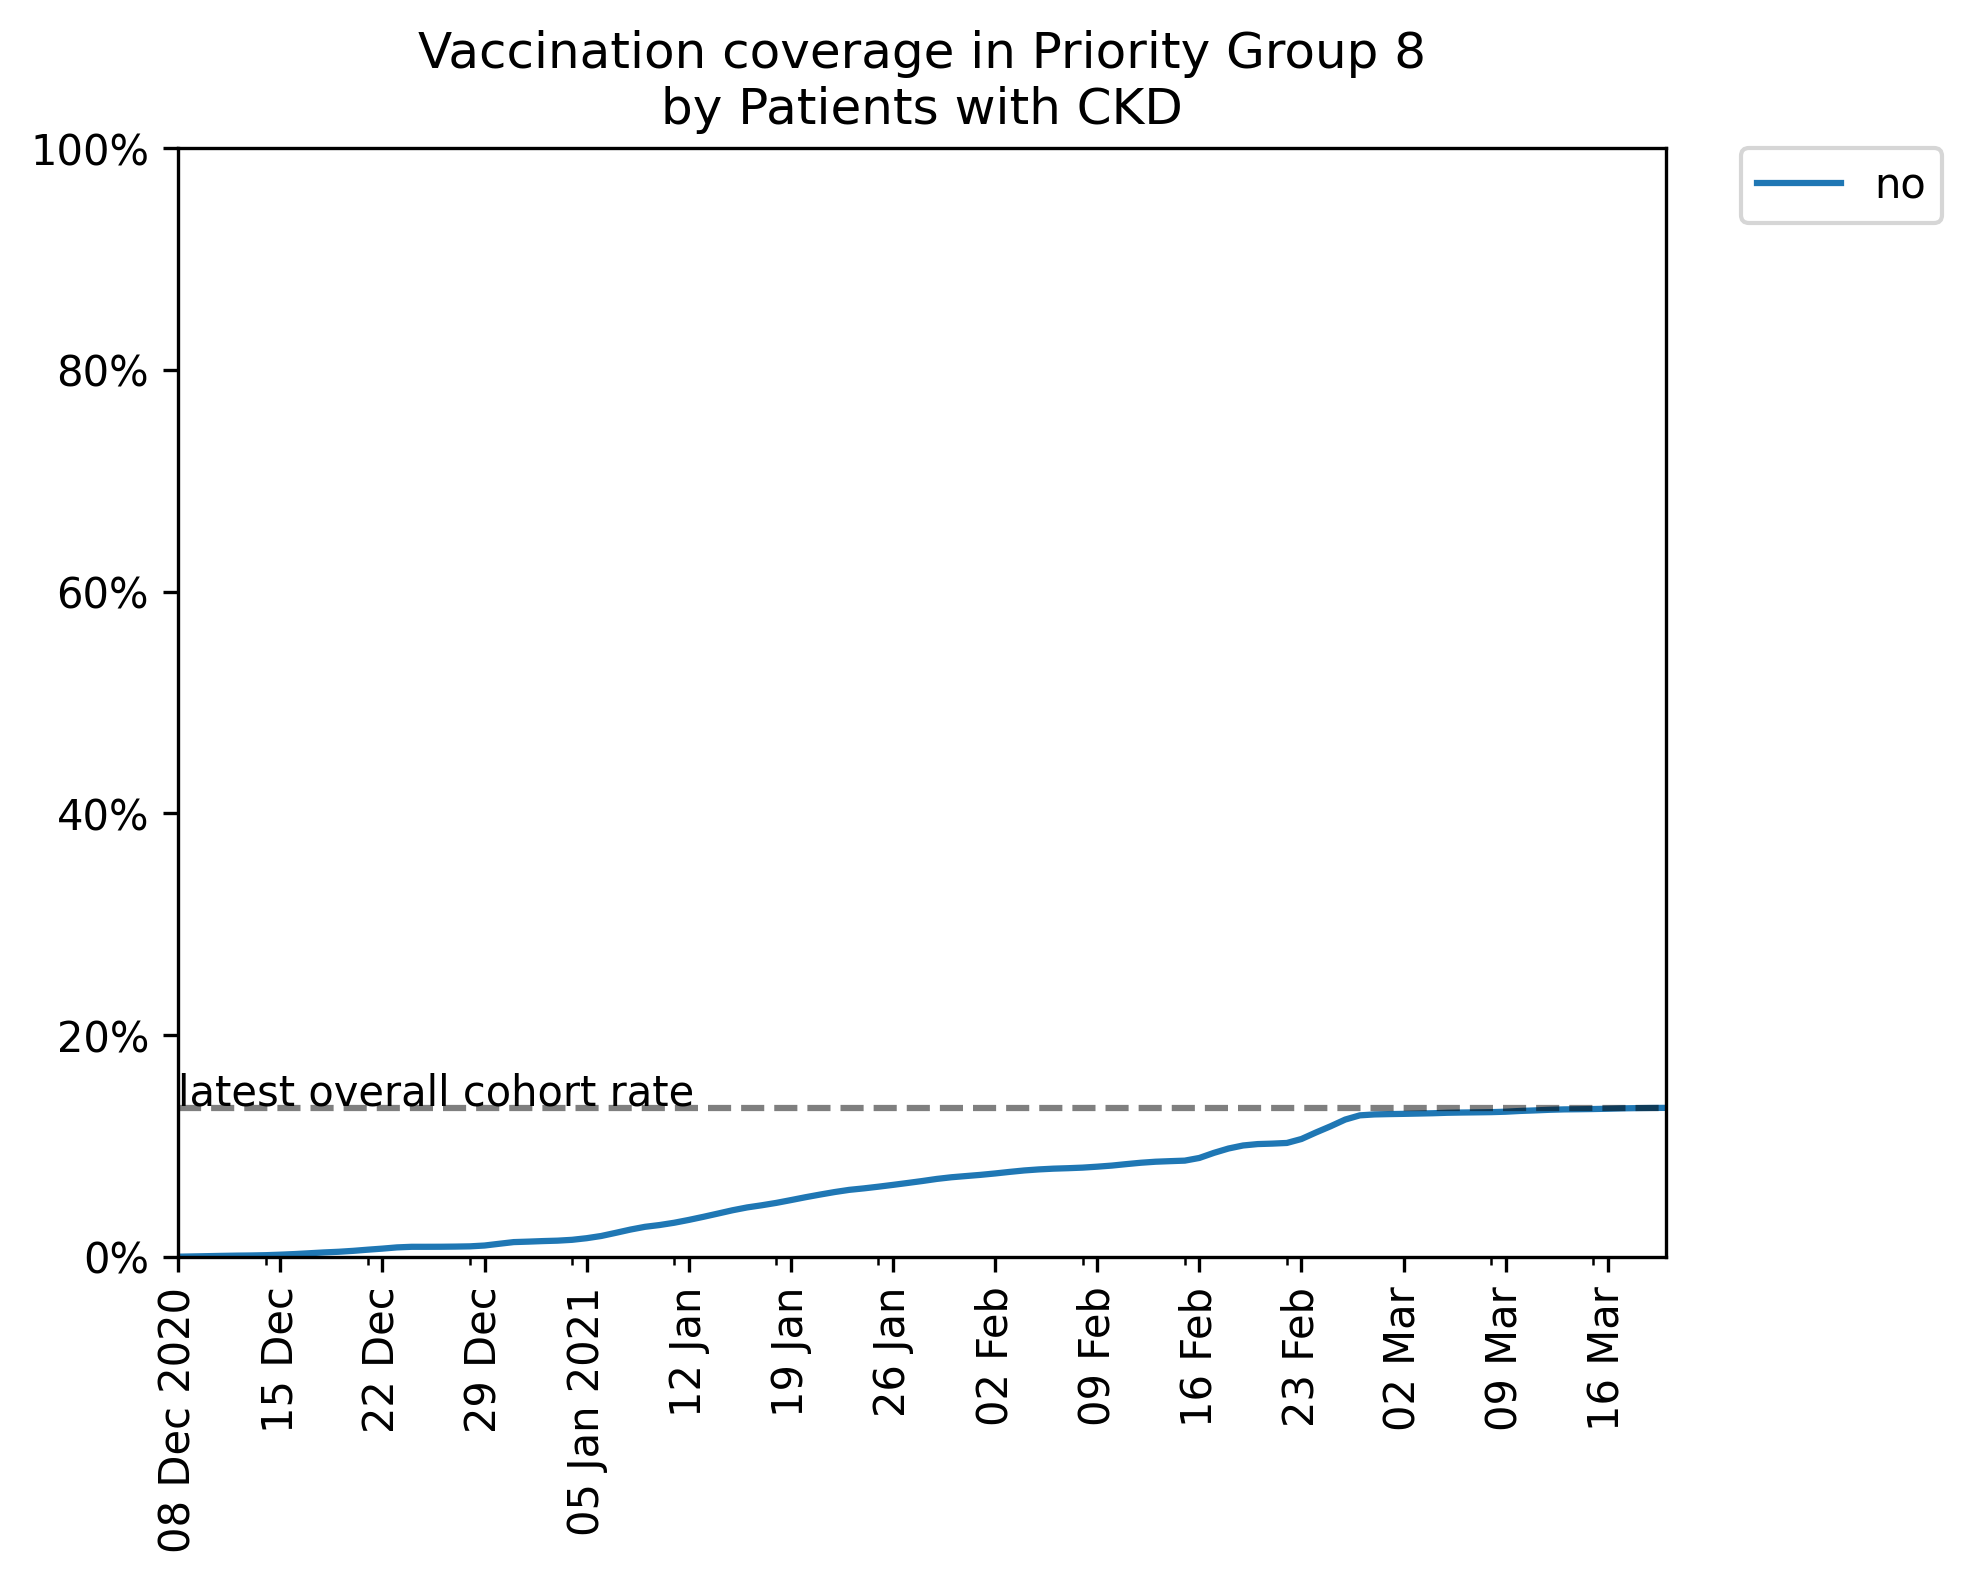 Vaccination coverage in Priority Group 8
by Patients with CKD
100%
80%
60%
40%
20%
0%
latest overall cohort rate
no
08 Dec 2020
15 Dec
22 Dec
29 Dec
05 Jan 2021
12 Jan
19 Jan
26 Jan
02 Feb
09 Feb
16 Feb
23 Feb
02 Mar
09 Mar
16 Mar